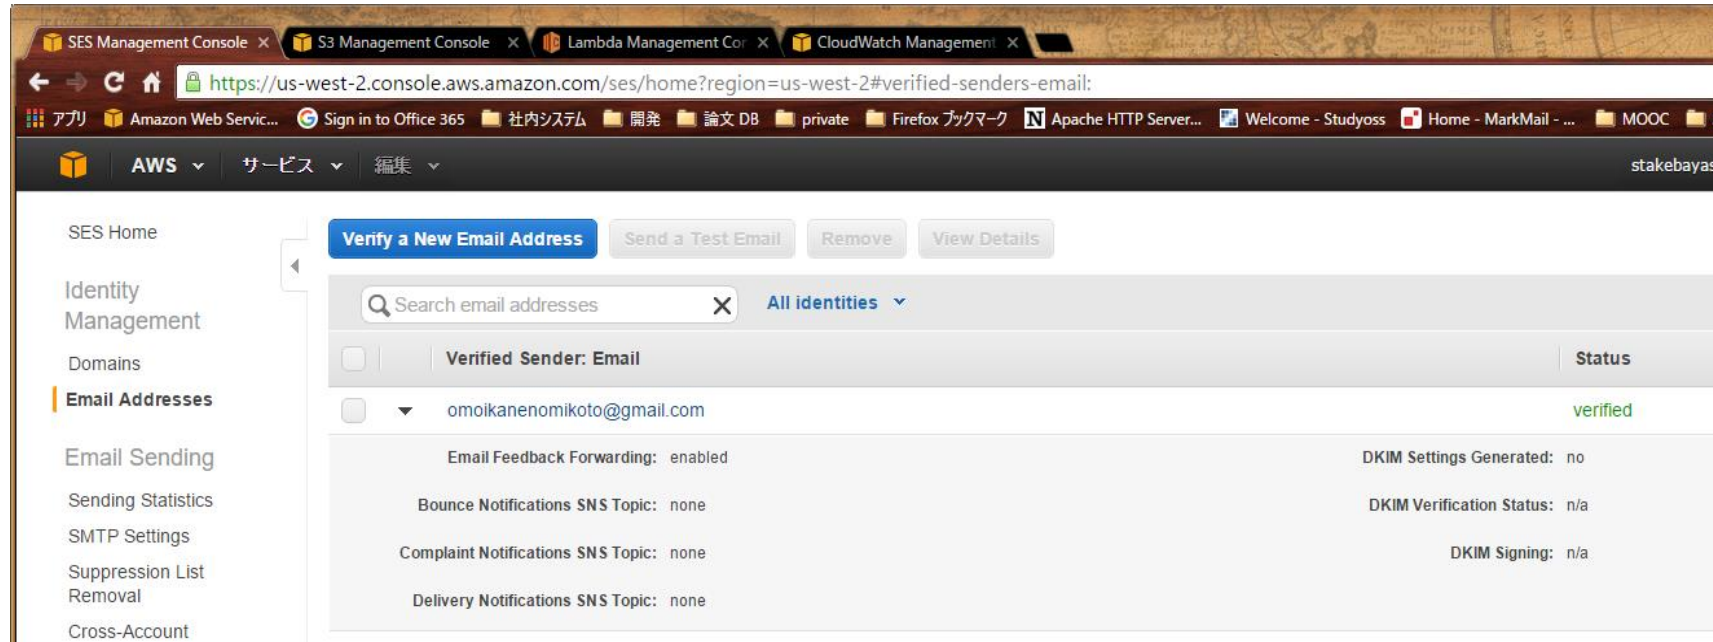 SES Management Console
S3 Management Console
Lambda Management Cor
CloudWatch Management
https://us-west-2.console.aws.amazon.com/ses/home?region=us-west-2#verified-senders-email:
アプリ Amazon Web Servic... Sign in to Office 365 社内システム 開発 論文 DB private Firefox ブックマーク Apache HTTP Server... Welcome - Studyoss Home - MarkMail - ... MOOC
AWS サービス 編集 stakebayas
SES Home
Identity
Management
Domains
Email Addresses
Email Sending
Sending Statistics
SMTP Settings
Suppression List
Removal
Cross-Account
Verify a New Email Address Send a Test Email Remove View Details
Search email addresses All identities
Verified Sender: Email Status
omoikanenomikoto@gmail.com verified
Email Feedback Forwarding: enabled DKIM Settings Generated: no
Bounce Notifications SNS Topic: none DKIM Verification Status: n/a
Complaint Notifications SNS Topic: none DKIM Signing: n/a
Delivery Notifications SNS Topic: none